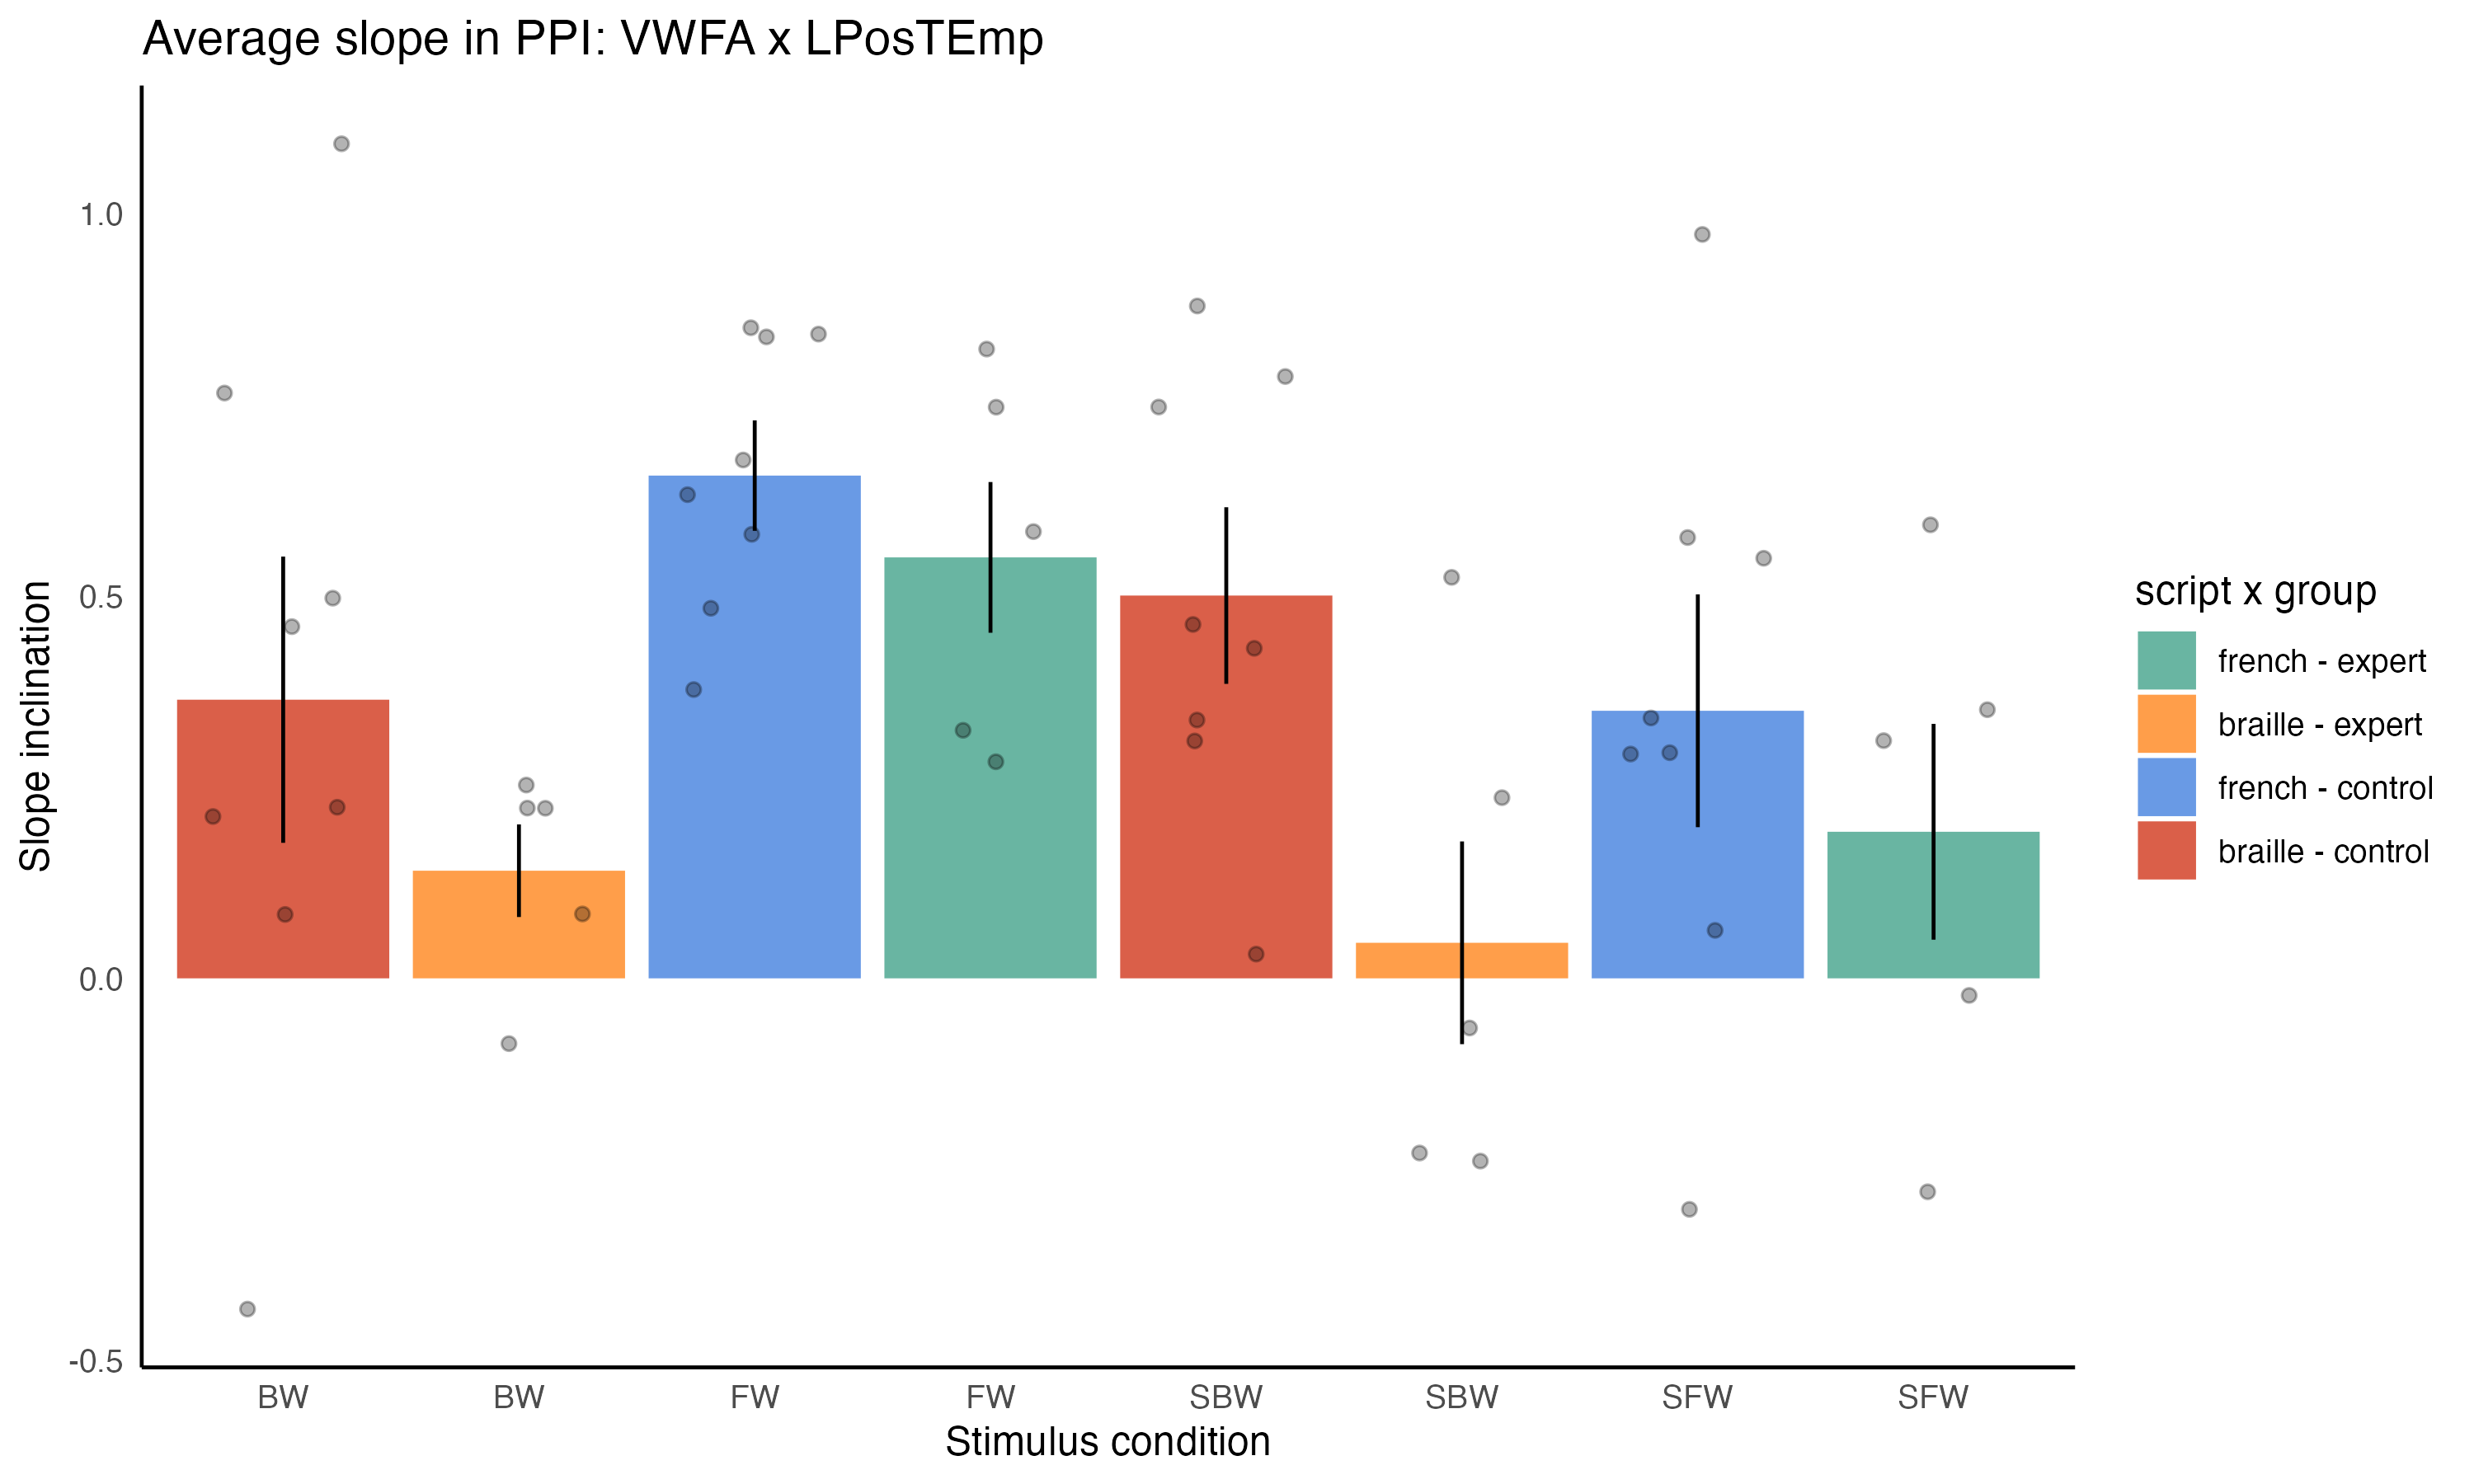 Average slope in PPI: VWFA x LPosTEmp
Slope inclination
1.0
0.5
0.0
-0.5
BW BW FW FW SBW SBW SFW SFW
Stimulus condition
script x group
french - expert
braille - expert
french - control
braille - control